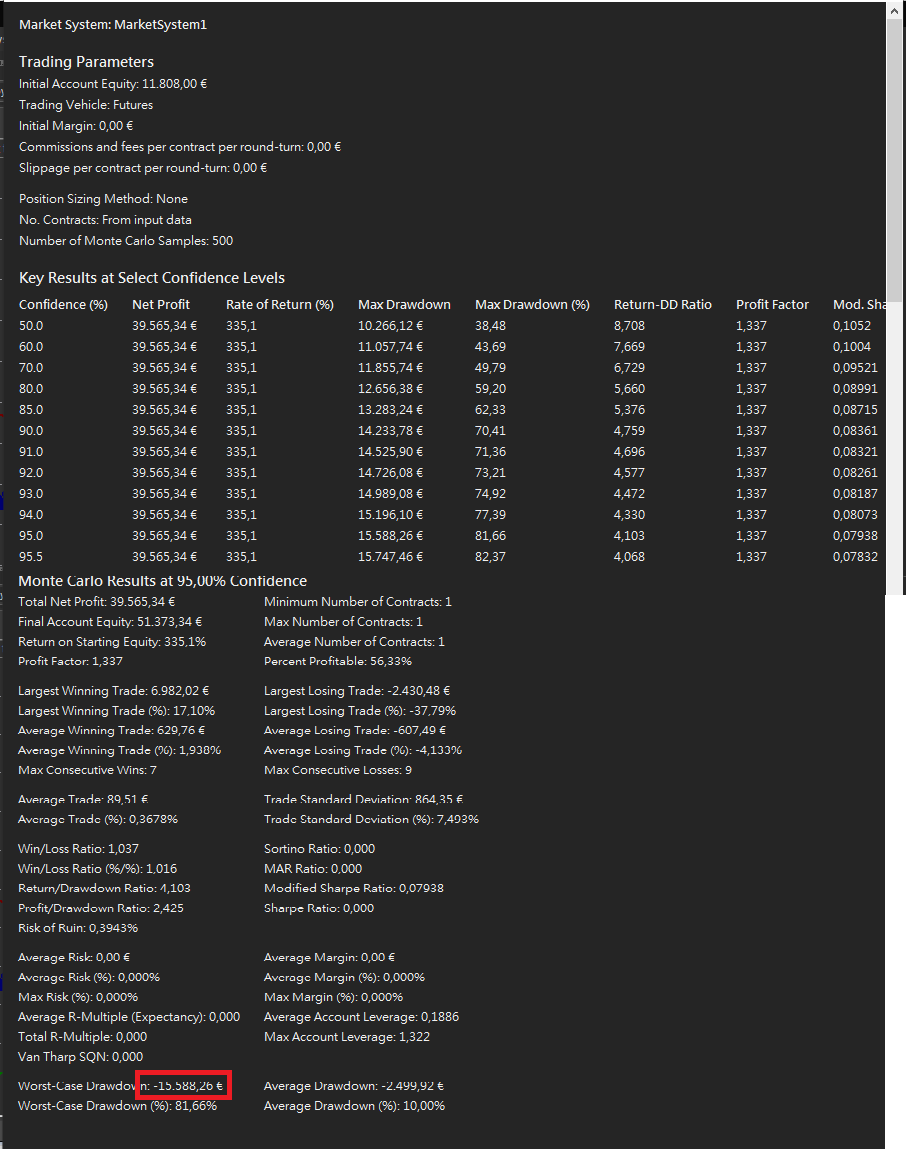 Market System: MarketSystem1
Trading Parameters
Initial Account Equity: 11.808,00 €
Trading Vehicle: Futures
Initial Margin: 0,00 €
Commissions and fees per contract per round-turn: 0,00 €
Slippage per contract per round-turn: 0,00 €
Position Sizing Method: None
No. Contracts: From input data
Number of Monte Carlo Samples: 500
Key Results at Select Confidence Levels
Confidence (%) Net Profit Rate of Return (%) Max Drawdown Max Drawdown (%) Return-DD Ratio Profit Factor Mod. Sha
50.0 39.565,34 € 335,1 10.266,12 € 38,48 8,708 1,337 0,1052
60.0 39.565,34 € 335,1 11.057,74 € 43,69 7,669 1,337 0,1004
70.0 39.565,34 € 335,1 11.855,74 € 49,79 6,729 1,337 0,09521
80.0 39.565,34 € 335,1 12.656,38 € 59,20 5,660 1,337 0,08991
85.0 39.565,34 € 335,1 13.283,24 € 62,33 5,376 1,337 0,08715
90.0 39.565,34 € 335,1 14.233,78 € 70,41 4,759 1,337 0,08361
91.0 39.565,34 € 335,1 14.525,90 € 71,36 4,696 1,337 0,08321
92.0 39.565,34 € 335,1 14.726,08 € 73,21 4,577 1,337 0,08261
93.0 39.565,34 € 335,1 14.989,08 € 74,92 4,472 1,337 0,08187
94.0 39.565,34 € 335,1 15.196,10 € 77,39 4,330 1,337 0,08073
95.0 39.565,34 € 335,1 15.588,26 € 81,66 4,103 1,337 0,07938
95.5 39.565,34 € 335,1 15.747,46 € 82,37 4,068 1,337 0,07832
Monte Carlo Results at 95,00% Confidence
Total Net Profit: 39.565,34 € Minimum Number of Contracts: 1
Final Account Equity: 51.373,34 € Max Number of Contracts: 1
Return on Starting Equity: 335,1% Average Number of Contracts: 1
Profit Factor: 1,337 Percent Profitable: 56,33%
Largest Winning Trade: 6.982,02 € Largest Losing Trade: -2.430,48 €
Largest Winning Trade (%): 17,10% Largest Losing Trade (%): -37,79%
Average Winning Trade: 629,76 € Average Losing Trade: -607,49 €
Average Winning Trade (%): 1,938% Average Losing Trade (%): -4,133%
Max Consecutive Wins: 7 Max Consecutive Losses: 9
Average Trade: 89,51 € Trade Standard Deviation: 864,35 €
Average Trade (%): 0,3678% Trade Standard Deviation (%): 7,493%
Win/Loss Ratio: 1,037 Sortino Ratio: 0,000
Win/Loss Ratio (%/%): 1,016 MAR Ratio: 0,000
Return/Drawdown Ratio: 4,103 Modified Sharpe Ratio: 0,07938
Profit/Drawdown Ratio: 2,425 Sharpe Ratio: 0,000
Risk of Ruin: 0,3943%
Average Risk: 0,00 € Average Margin: 0,00 €
Average Risk (%): 0,000% Average Margin (%): 0,000%
Max Risk (%): 0,000% Max Margin (%): 0,000%
Average R-Multiple (Expectancy): 0,000 Average Account Leverage: 0,1886
Total R-Multiple: 0,000 Max Account Leverage: 1,322
Van Tharp SQN: 0,000
Worst-Case Drawdown: -15.588,26 € Average Drawdown: -2.499,92 €
Worst-Case Drawdown (%): 81,66% Average Drawdown (%): 10,00%